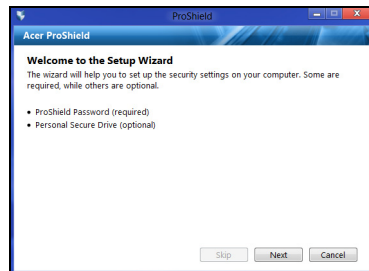 ProShield
Acer ProShield
Welcome to the Setup Wizard
The wizard will help you to set up the security settings on your computer. Some are
required, while others are optional.
• ProShield Password (required)
• Personal Secure Drive (optional)
Skip Next Cancel